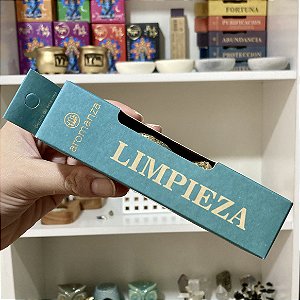 FORTUNA
PURIFICACION
ABUNDANCIA
PROTECCION
aromanza
LIMPIEZA